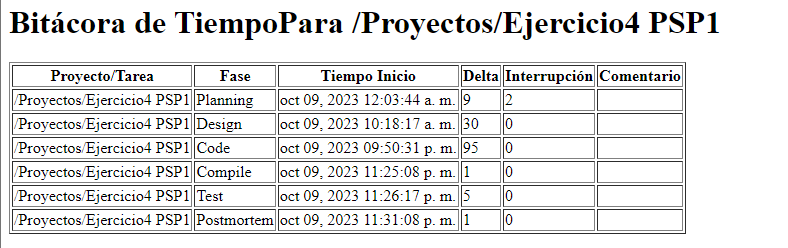 Bitácora de TiempoPara /Proyectos/Ejercicio4 PSP1
Proyecto/Tarea Fase Tiempo Inicio Delta Interrupción Comentario
/Proyectos/Ejercicio4 PSP1 Planning oct 09, 2023 12:03:44 a. m. 9 2
/Proyectos/Ejercicio4 PSP1 Design oct 09, 2023 10:18:17 a. m. 30 0
/Proyectos/Ejercicio4 PSP1 Code oct 09, 2023 09:50:31 p. m. 95 0
/Proyectos/Ejercicio4 PSP1 Compile oct 09, 2023 11:25:08 p. m. 1 0
/Proyectos/Ejercicio4 PSP1 Test oct 09, 2023 11:26:17 p. m. 5 0
/Proyectos/Ejercicio4 PSP1 Postmortem oct 09, 2023 11:31:08 p. m. 1 0